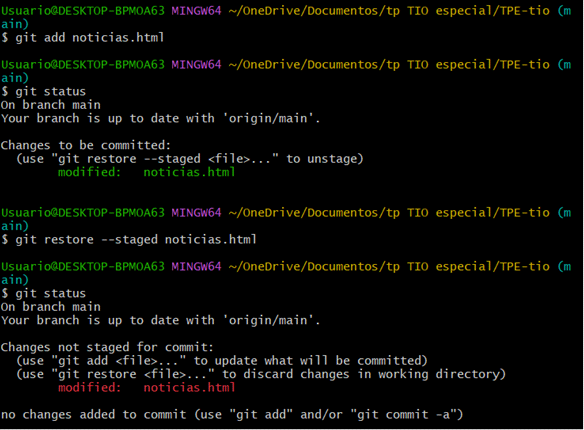 Usuario@DESKTOP-BPMOA63 MINGW64 ~/OneDrive/Documentos/tp TIO especial/TPE-tio (m
ain)
$ git add noticias.html
Usuario@DESKTOP-BPMOA63 MINGW64 ~/OneDrive/Documentos/tp TIO especial/TPE-tio (m
ain)
$ git status
On branch main
Your branch is up to date with 'origin/main'.
Changes to be committed:
  (use "git restore --staged <file>..." to unstage)
        modified:   noticias.html
Usuario@DESKTOP-BPMOA63 MINGW64 ~/OneDrive/Documentos/tp TIO especial/TPE-tio (m
ain)
$ git restore --staged noticias.html
Usuario@DESKTOP-BPMOA63 MINGW64 ~/OneDrive/Documentos/tp TIO especial/TPE-tio (m
ain)
$ git status
On branch main
Your branch is up to date with 'origin/main'.
Changes not staged for commit:
  (use "git add <file>..." to update what will be committed)
  (use "git restore <file>..." to discard changes in working directory)
        modified:   noticias.html
no changes added to commit (use "git add" and/or "git commit -a")